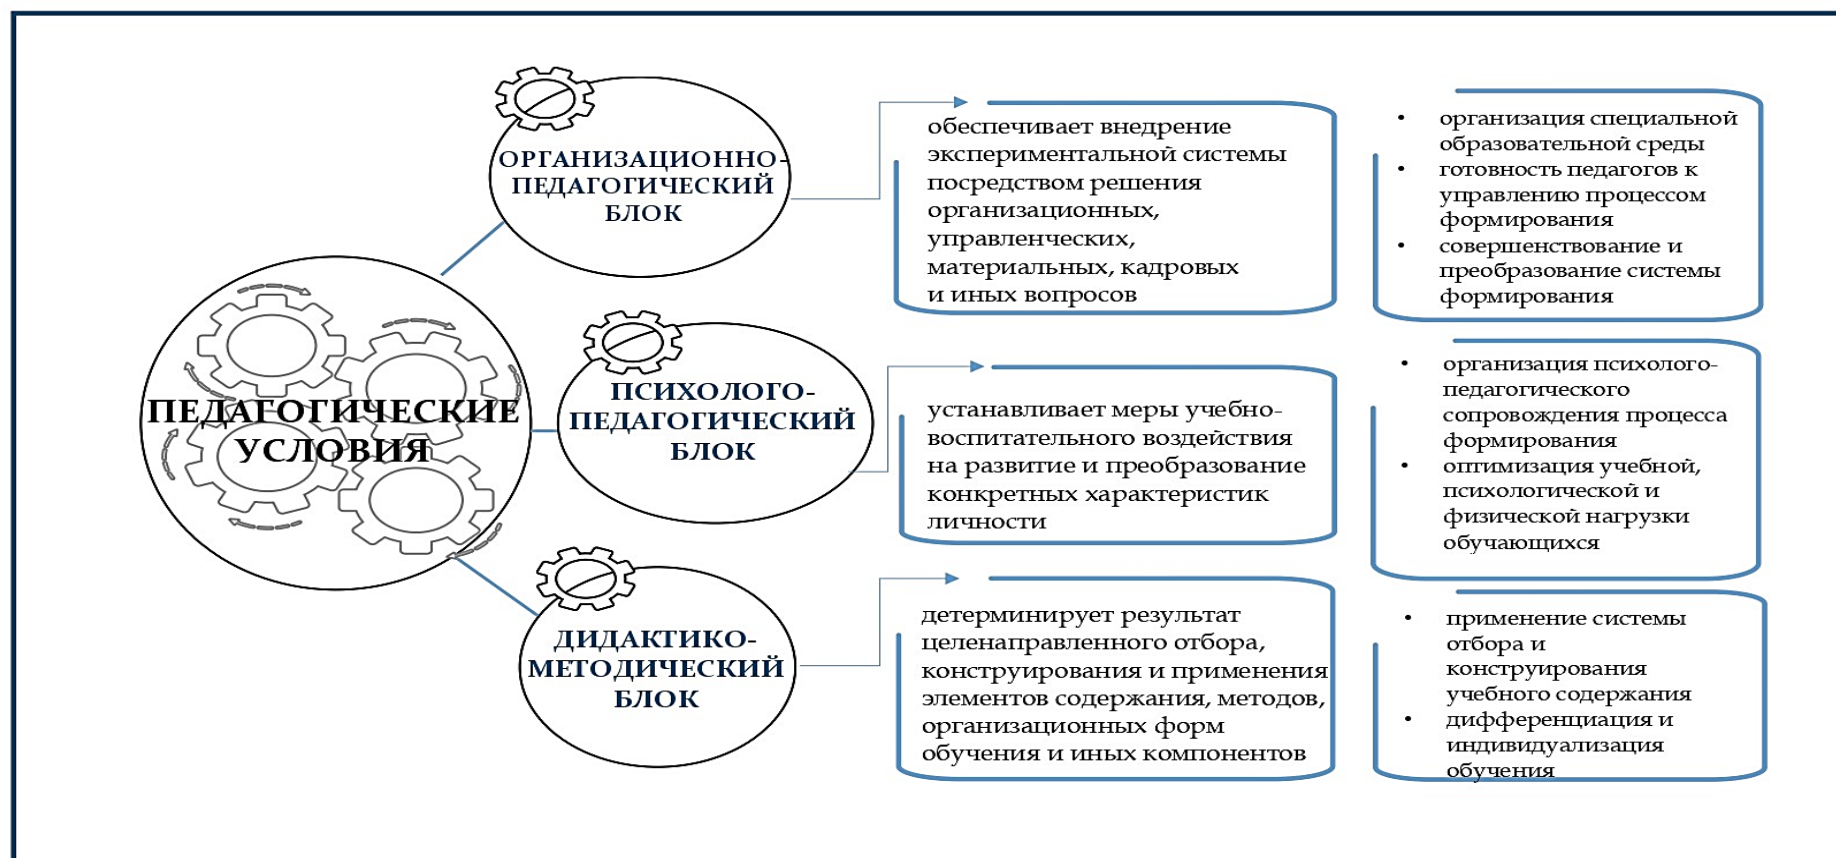 ПЕДАГОГИЧЕСКИЕ
УСЛОВИЯ
ОРГАНИЗАЦИОННО-
ПЕДАГОГИЧЕСКИЙ
БЛОК
обеспечивает внедрение
экспериментальной системы
посредством решения
организационных,
управленческих,
материальных, кадровых
и иных вопросов
• организация специальной
образовательной среды
• готовность педагогов к
управлению процессом
формирования
• совершенствование и
преобразование системы
формирования
ПСИХОЛОГО-
ПЕДАГОГИЧЕСКИЙ
БЛОК
устанавливает меры учебно-
воспитательного воздействия
на развитие и преобразование
конкретных характеристик
личности
• организация психолого-
педагогического
сопровождения процесса
формирования
• оптимизация учебной,
психологической и
физической нагрузки
обучающихся
ДИДАКТИКО-
МЕТОДИЧЕСКИЙ
БЛОК
детерминирует результат
целенаправленного отбора,
конструирования и применения
элементов содержания, методов,
организационных форм
обучения и иных компонентов
• применение системы
отбора и
конструирования
учебного содержания
• дифференциация и
индивидуализация
обучения